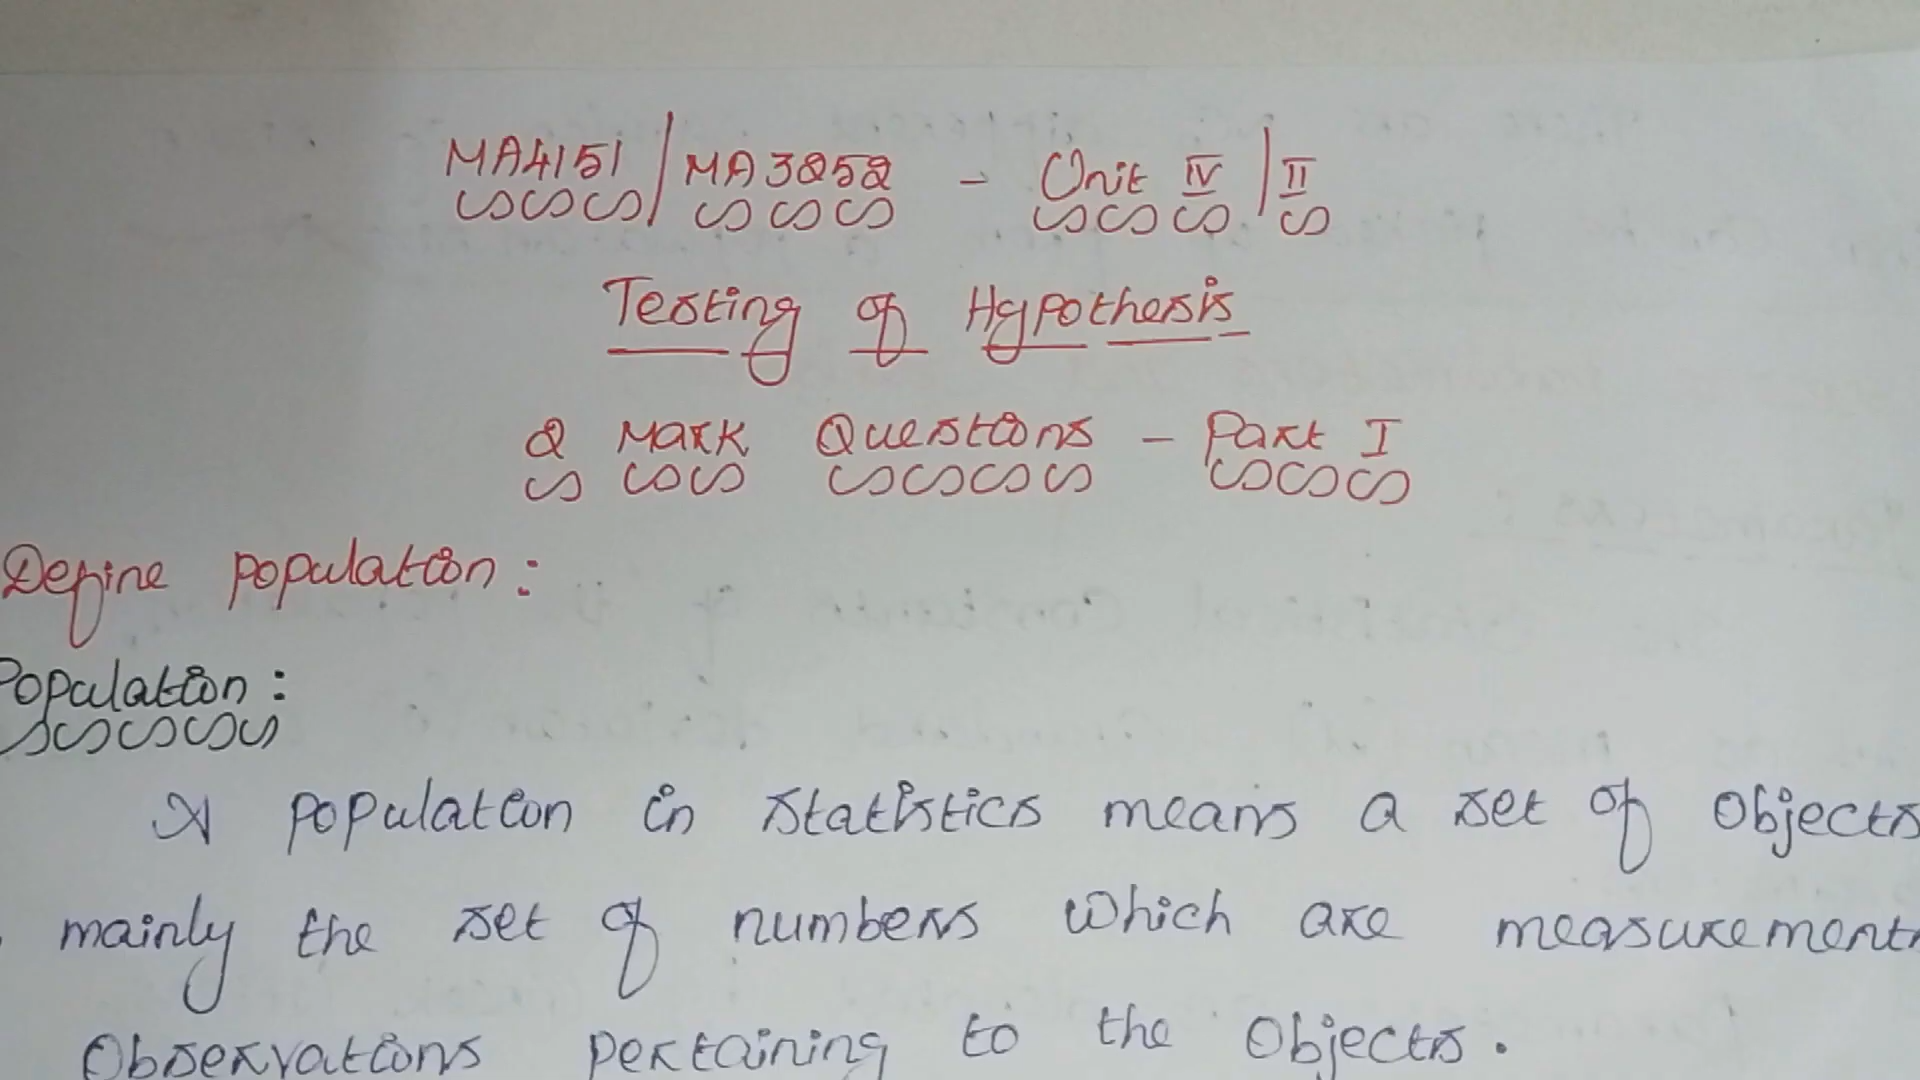 MA4151/MA3252 - Unit IV/II
Testing of Hypothesis
2 Mark Questions - Part I
Define population:
Population:
A population in statistics means a set of objects
mainly the set of numbers which are measurements
Observations pertaining to the objects.